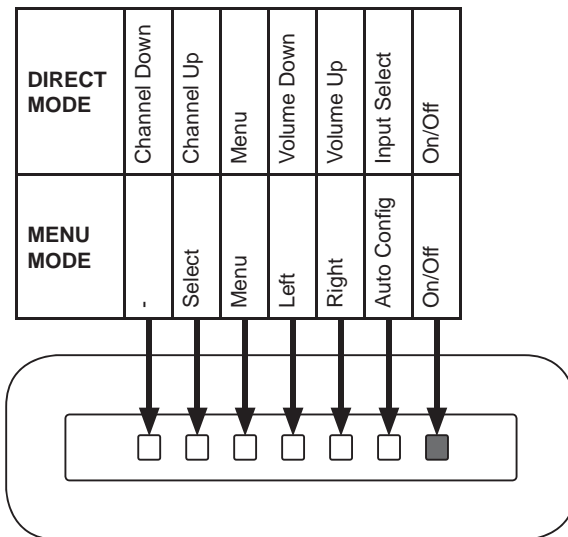 DIRECT
MODE
Channel Down
Channel Up
Menu
Volume Down
Volume Up
Input Select
On/Off
MENU
MODE
-
Select
Menu
Left
Right
Auto Config
On/Off